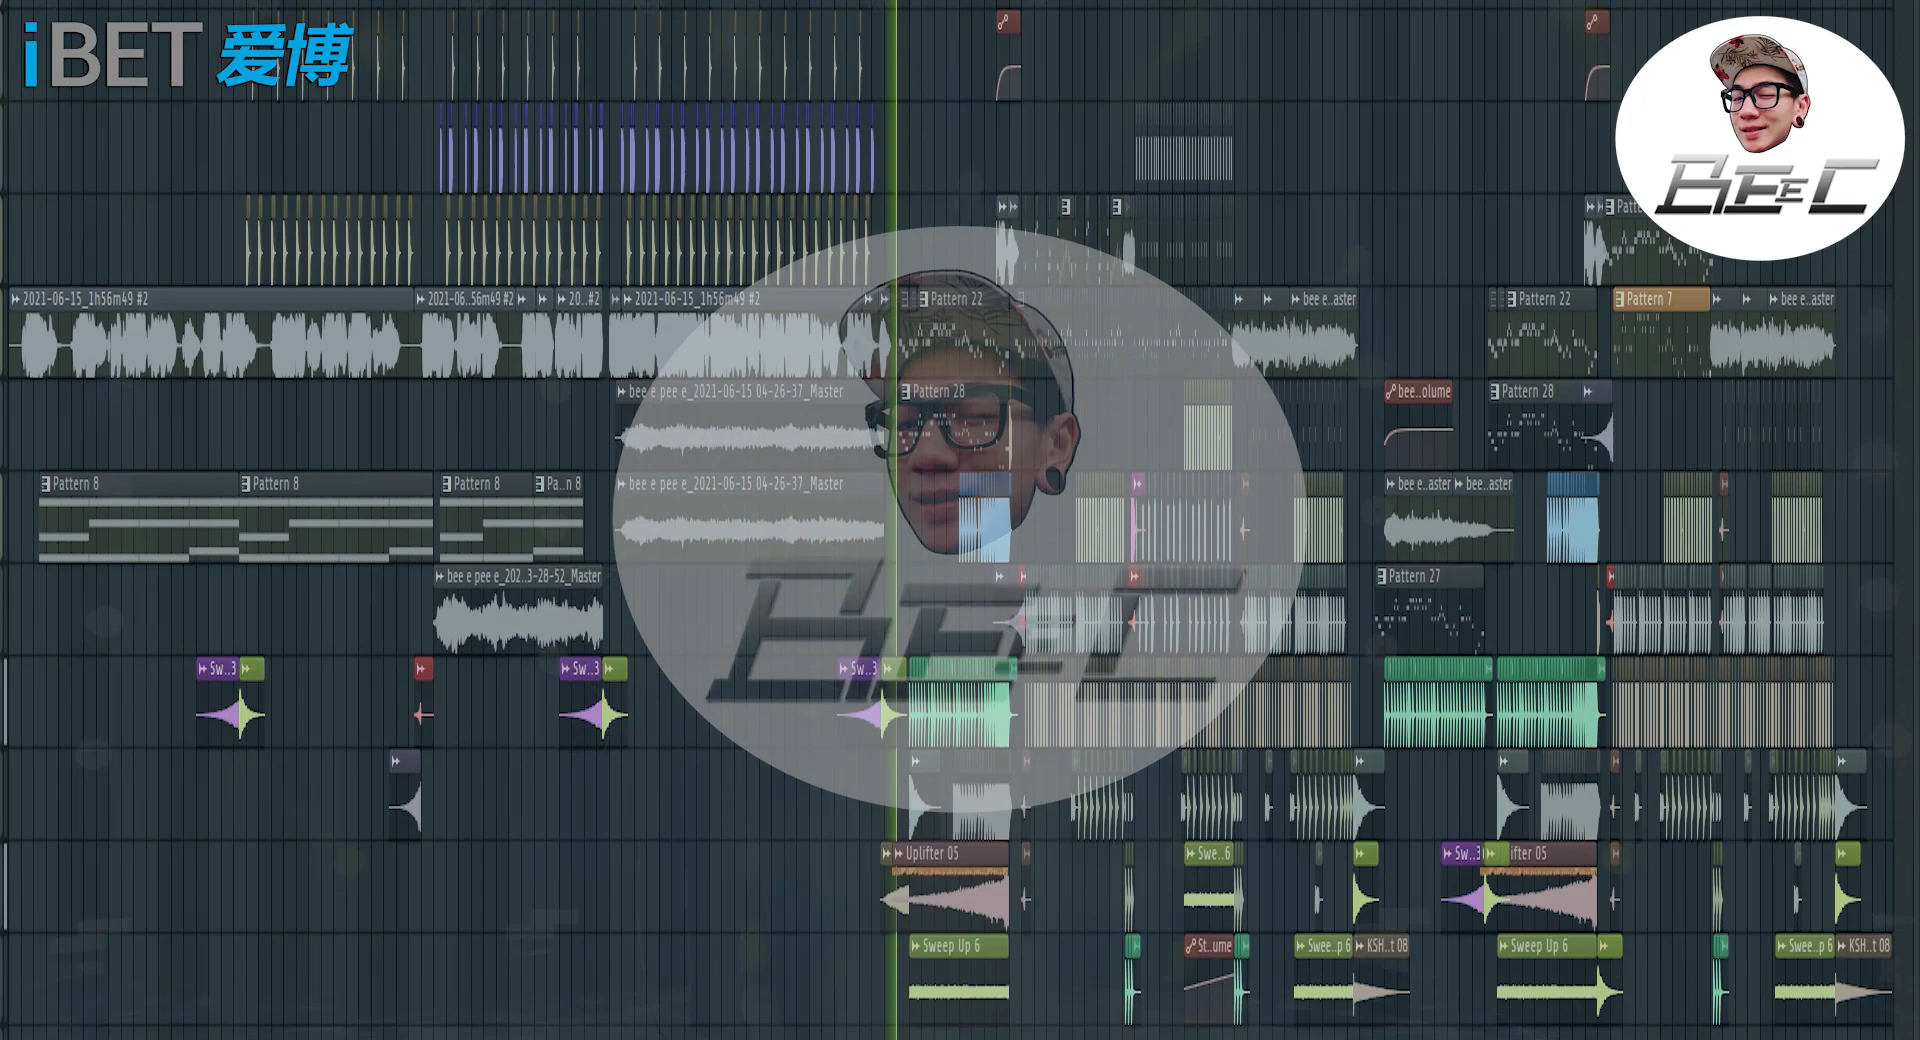 iBET 爱博
BEEC
Patte
2021-06-15_1h56m49 #2
2021-06..56m49 #2
20...#2
2021-06-15_1h56m49 #2
Pattern 22
bee e..aster
Pattern 22
Pattern 7
bee e..aster
bee e pee e_2021-06-15 04-26-37_Master
Pattern 28
bee..olume
Pattern 28
Pattern 8
Pattern 8
Pattern 8
Pa..n 8
bee e pee e_2021-06-15 04-26-37_Master
bee e..aster
bee..aster
bee e pee e_202..3-28-52_Master
Pattern 27
BEEC
Sw..3
Sw..3
Sw..3
Uplifter 05
Swe..6
Sw..3
ifter 05
Sweep Up 6
St..ume
Swee..p 6
KSH..t 08
Sweep Up 6
Swee..p 6
KSH..t 08